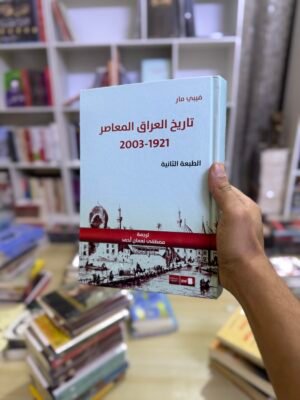 فيبي مار
تاريخ العراق المعاصر
2003-1921
الطبعة الثانية
ترجمة
مصطفى نعمان أحمد